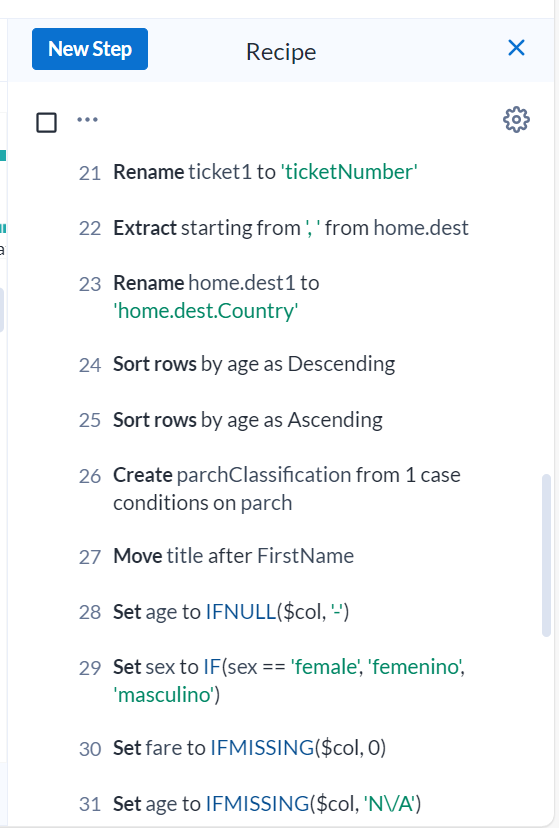 New Step
Recipe
21 Rename ticket1 to 'ticketNumber'
22 Extract starting from ', ' from home.dest
23 Rename home.dest1 to
'home.dest.Country'
24 Sort rows by age as Descending
25 Sort rows by age as Ascending
26 Create parchClassification from 1 case
conditions on parch
27 Move title after FirstName
28 Set age to IFNULL($col, '-')
29 Set sex to IF(sex == 'female', 'femenino',
'masculino')
30 Set fare to IFMISSING($col, 0)
31 Set age to IFMISSING($col, 'N\/A')